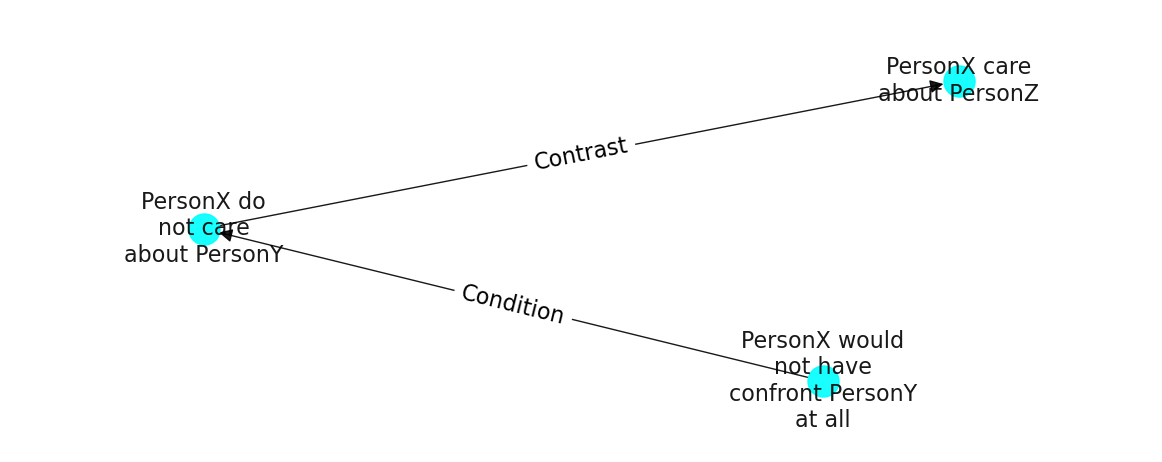 PersonX care
about PersonZ
Contrast
PersonX do
not care
about PersonY
Condition
PersonX would
not have
confront PersonY
at all